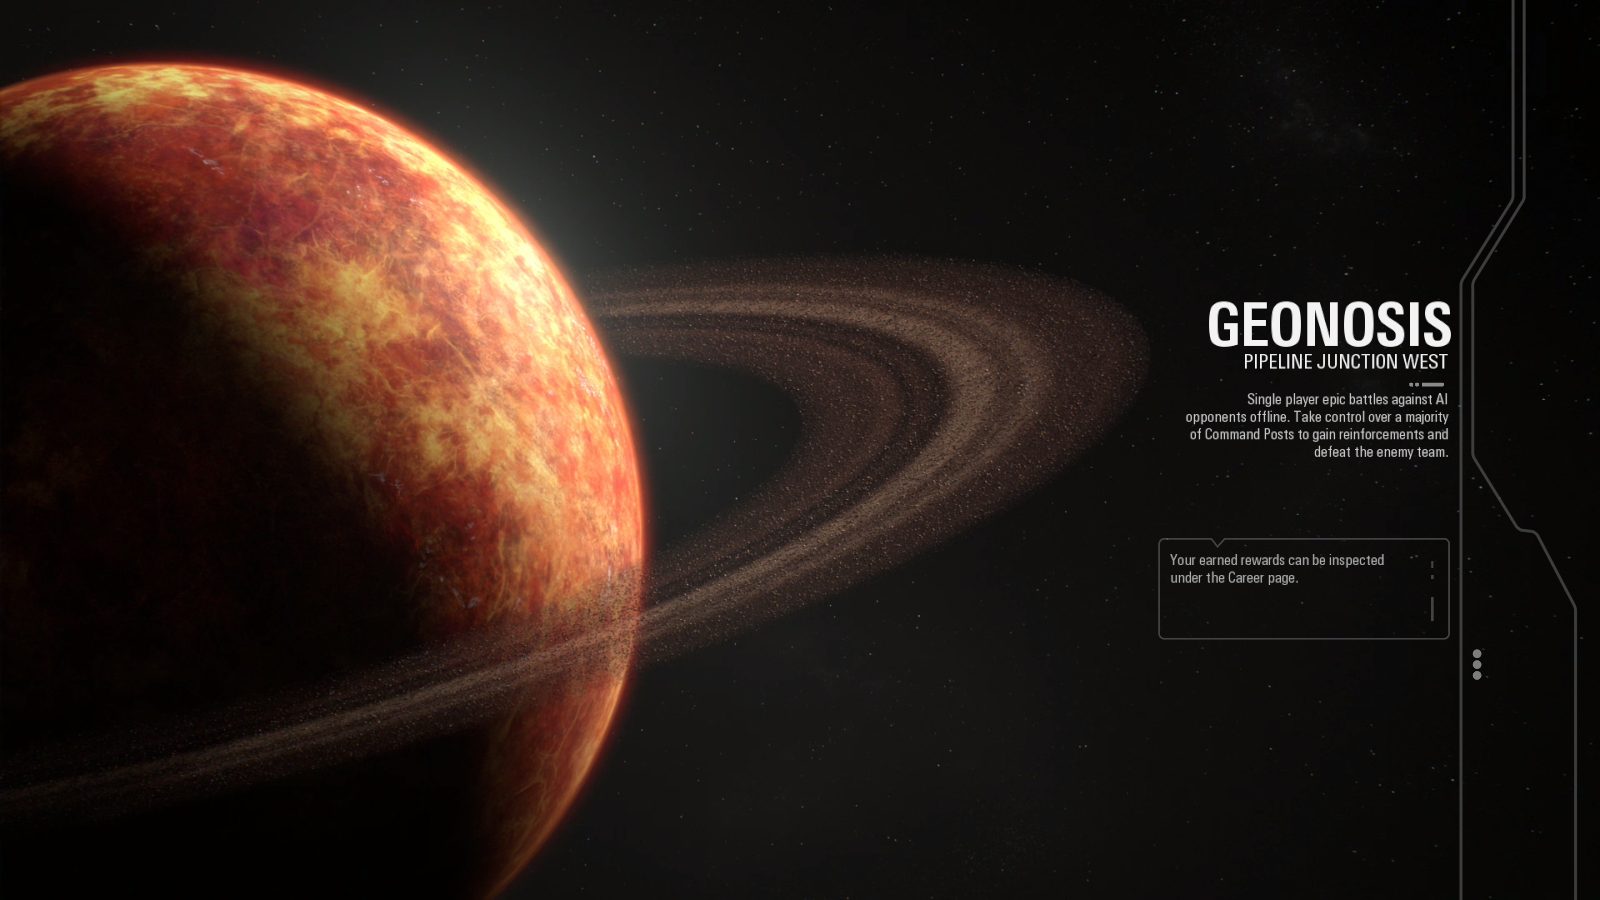 GEONOSIS
PIPELINE JUNCTION WEST
Single player epic battles against AI
opponents offline. Take control over a majority
of Command Posts to gain reinforcements and
defeat the enemy team.
Your earned rewards can be inspected
under the Career page.